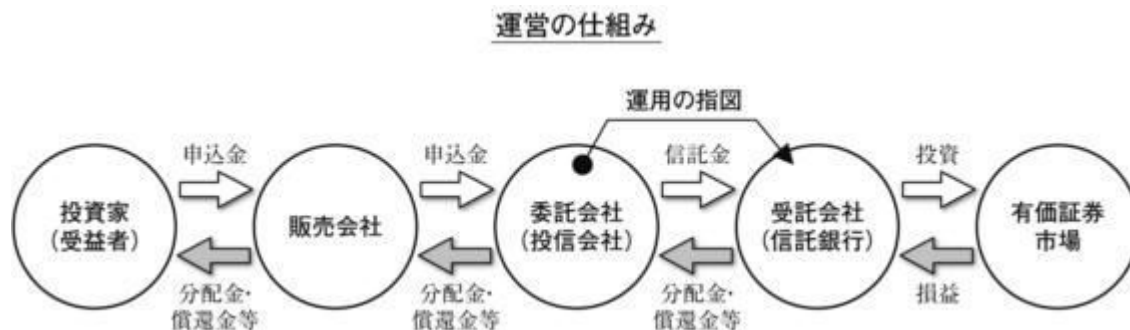 運営の仕組み
運用の指図
申込金
申込金
信託金
投資
投資家
(受益者)
販売会社
委託会社
(投信会社)
受託会社
(信託銀行)
有価証券
市場
分配金・
償還金等
分配金・
償還金等
分配金・
償還金等
損益